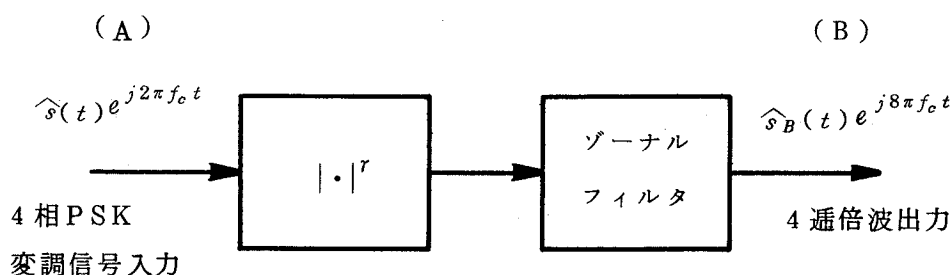 (A)
(B)
ŝ(t)e^{j2πf_c t}
|・|^r
ゾーナル
フィルタ
ŝ_B(t)e^{j8πf_c t}
4相PSK
変調信号入力
4逓倍波出力